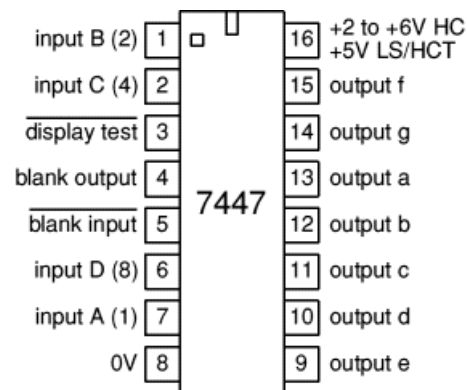 input B (2) 1
input C (4) 2
display test 3
blank output 4
blank input 5
input D (8) 6
input A (1) 7
0V 8
7447
16 +2 to +6V HC
+5V LS/HCT
15 output f
14 output g
13 output a
12 output b
11 output c
10 output d
9 output e